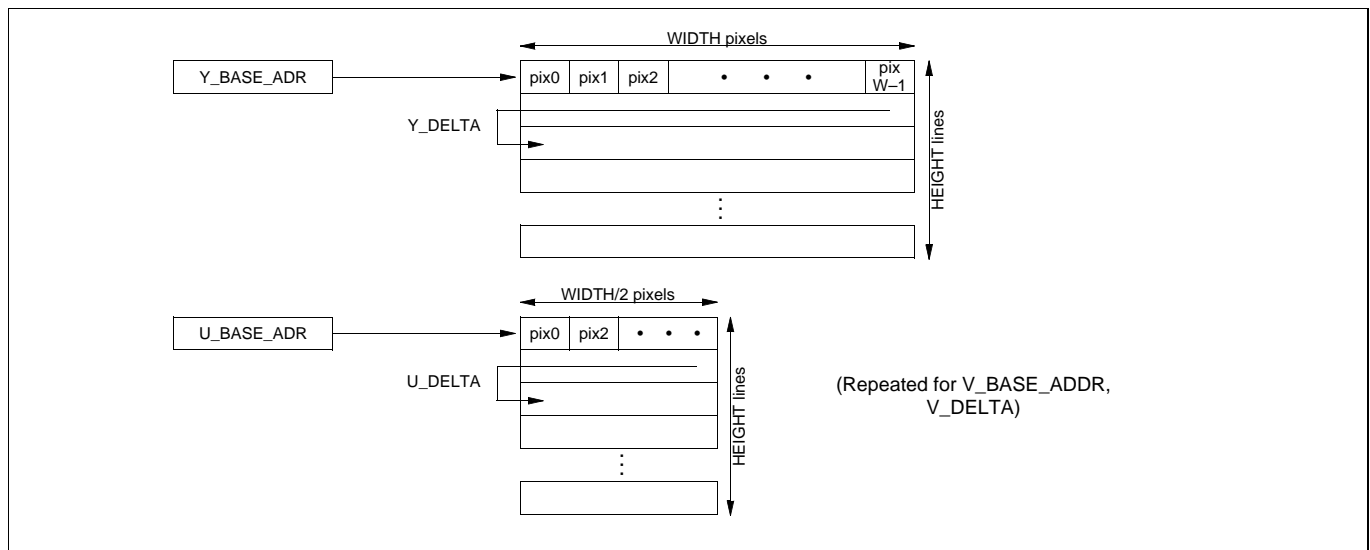 WIDTH pixels
Y_BASE_ADR
pix0 pix1 pix2 • • • pix
W–1
Y_DELTA
HEIGHT lines
WIDTH/2 pixels
U_BASE_ADR
pix0 pix2 • • •
U_DELTA
HEIGHT lines
(Repeated for V_BASE_ADDR,
V_DELTA)